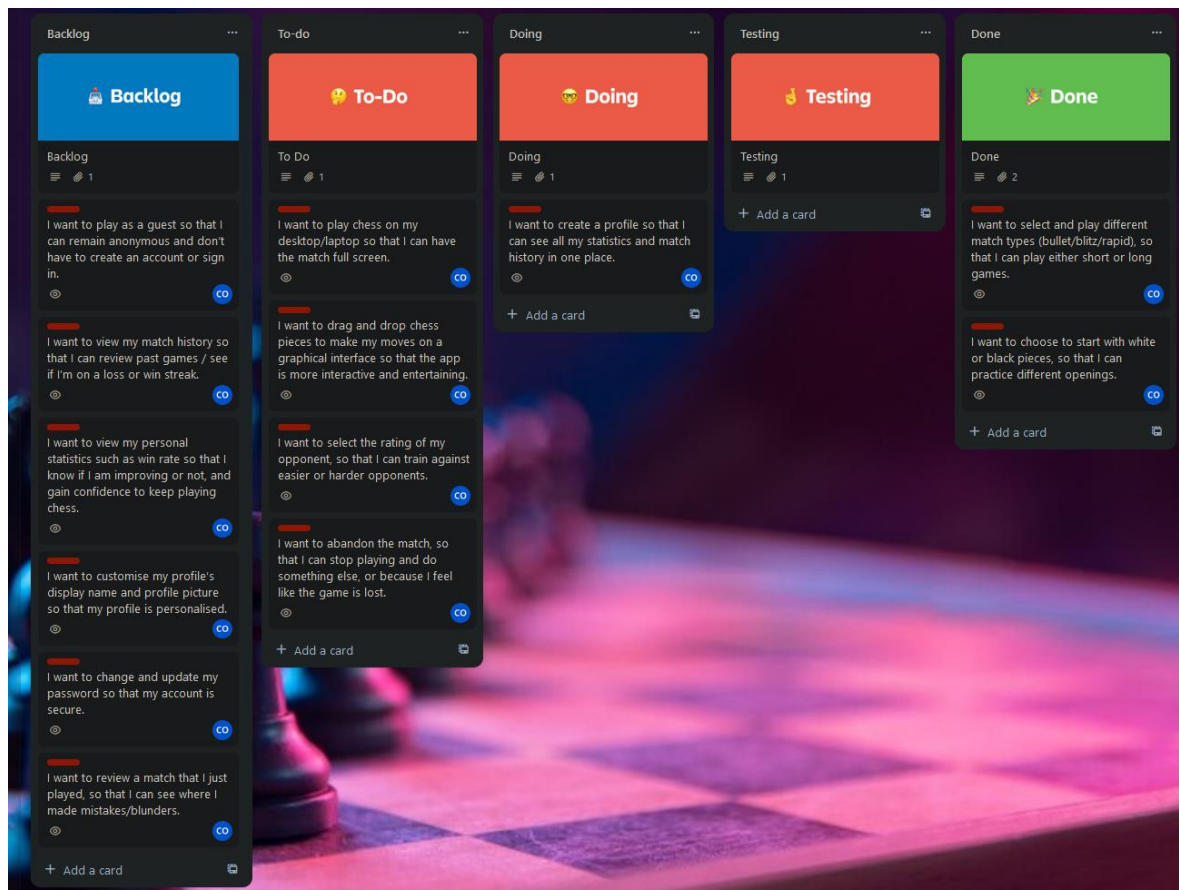 Backlog
Backlog
Backlog
1
I want to play as a guest so that I
can remain anonymous and don't
have to create an account or sign
in.
CO
I want to view my match history so
that I can review past games / see
if I'm on a loss or win streak.
CO
I want to view my personal
statistics such as win rate so that I
know if I am improving or not, and
gain confidence to keep playing
chess.
CO
I want to customise my profile's
display name and profile picture
so that my profile is personalised.
CO
I want to change and update my
password so that my account is
secure.
CO
I want to review a match that I just
played, so that I can see where I
made mistakes/blunders.
CO
+ Add a card
To-do
To-Do
To Do
1
I want to play chess on my
desktop/laptop so that I can have
the match full screen.
CO
I want to drag and drop chess
pieces to make my moves on a
graphical interface so that the app
is more interactive and entertaining.
CO
I want to select the rating of my
opponent, so that I can train against
easier or harder opponents.
CO
I want to abandon the match, so
that I can stop playing and do
something else, or because I feel
like the game is lost.
CO
+ Add a card
Doing
Doing
Doing
1
I want to create a profile so that I
can see all my statistics and match
history in one place.
CO
+ Add a card
Testing
Testing
Testing
1
+ Add a card
Done
Done
Done
2
I want to select and play different
match types (bullet/blitz/rapid), so
that I can play either short or long
games.
CO
I want to choose to start with white
or black pieces, so that I can
practice different openings.
CO
+ Add a card